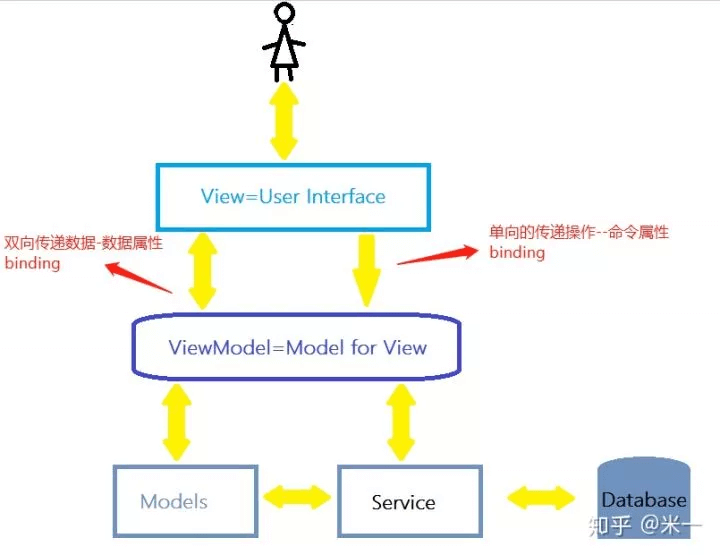 View=User Interface
双向传递数据-数据属性
binding
单向的传递操作--命令属性
binding
ViewModel=Model for View
Models
Service
Database
知乎 @米一